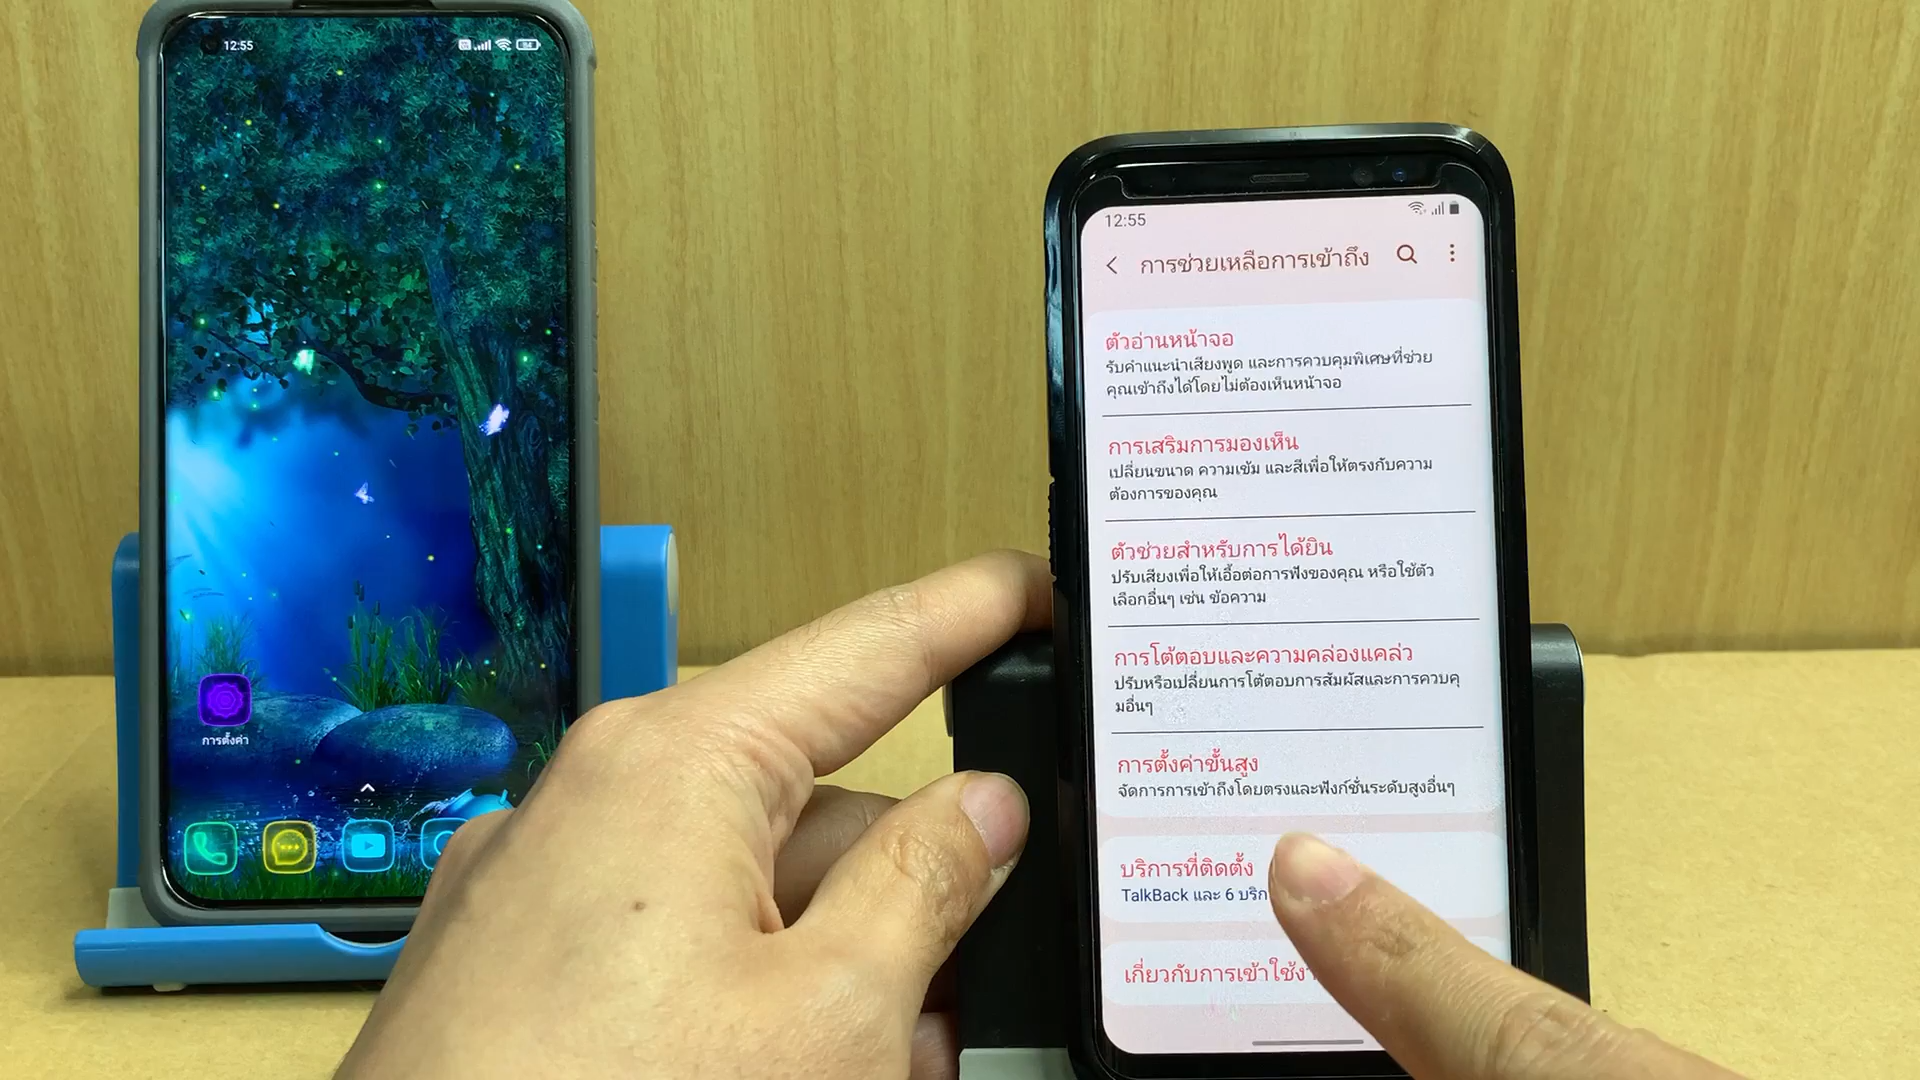 12:55
การตั้งค่า
12:55
การช่วยเหลือการเข้าถึง
ตัวอ่านหน้าจอ
รับคำแนะนำเสียงพูด และการควบคุมพิเศษที่ช่วย
คุณเข้าถึงได้โดยไม่ต้องเห็นหน้าจอ
การเสริมการมองเห็น
เปลี่ยนขนาด ความเข้ม และสีเพื่อให้ตรงกับความ
ต้องการของคุณ
ตัวช่วยสำหรับการได้ยิน
ปรับเสียงเพื่อให้เอื้อต่อการฟังของคุณ หรือใช้ตัว
เลือกอื่นๆ เช่น ข้อความ
การโต้ตอบและความคล่องแคล่ว
ปรับหรือเปลี่ยนการโต้ตอบการสัมผัสและการควบคุ
มอื่นๆ
การตั้งค่าขั้นสูง
จัดการการเข้าถึงโดยตรงและฟังก์ชั่นระดับสูงอื่นๆ
บริการที่ติดตั้ง
TalkBack และ 6 บริก
เกี่ยวกับการเข้าใช้ง